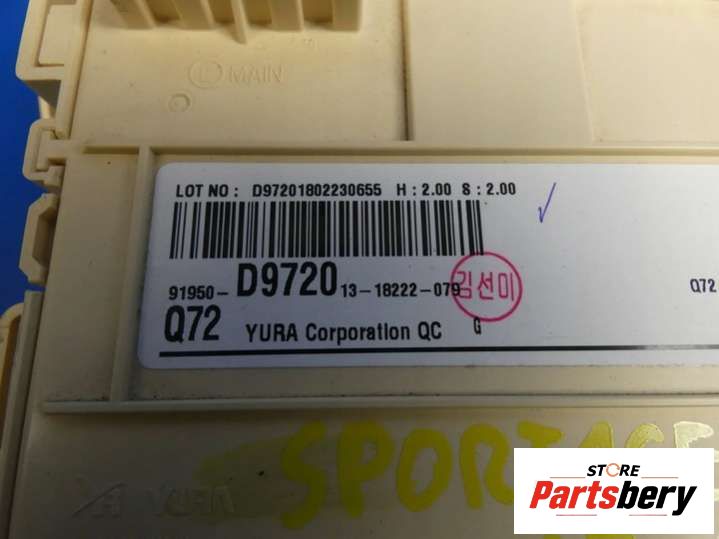 MAIN
LOT NO : D97201802230655 H : 2.00 S : 2.00
91950- D9720 13-18222-079
김선미
Q72
Q72 YURA Corporation QC G
SPORTAGE
YURA
STORE
Partsbery